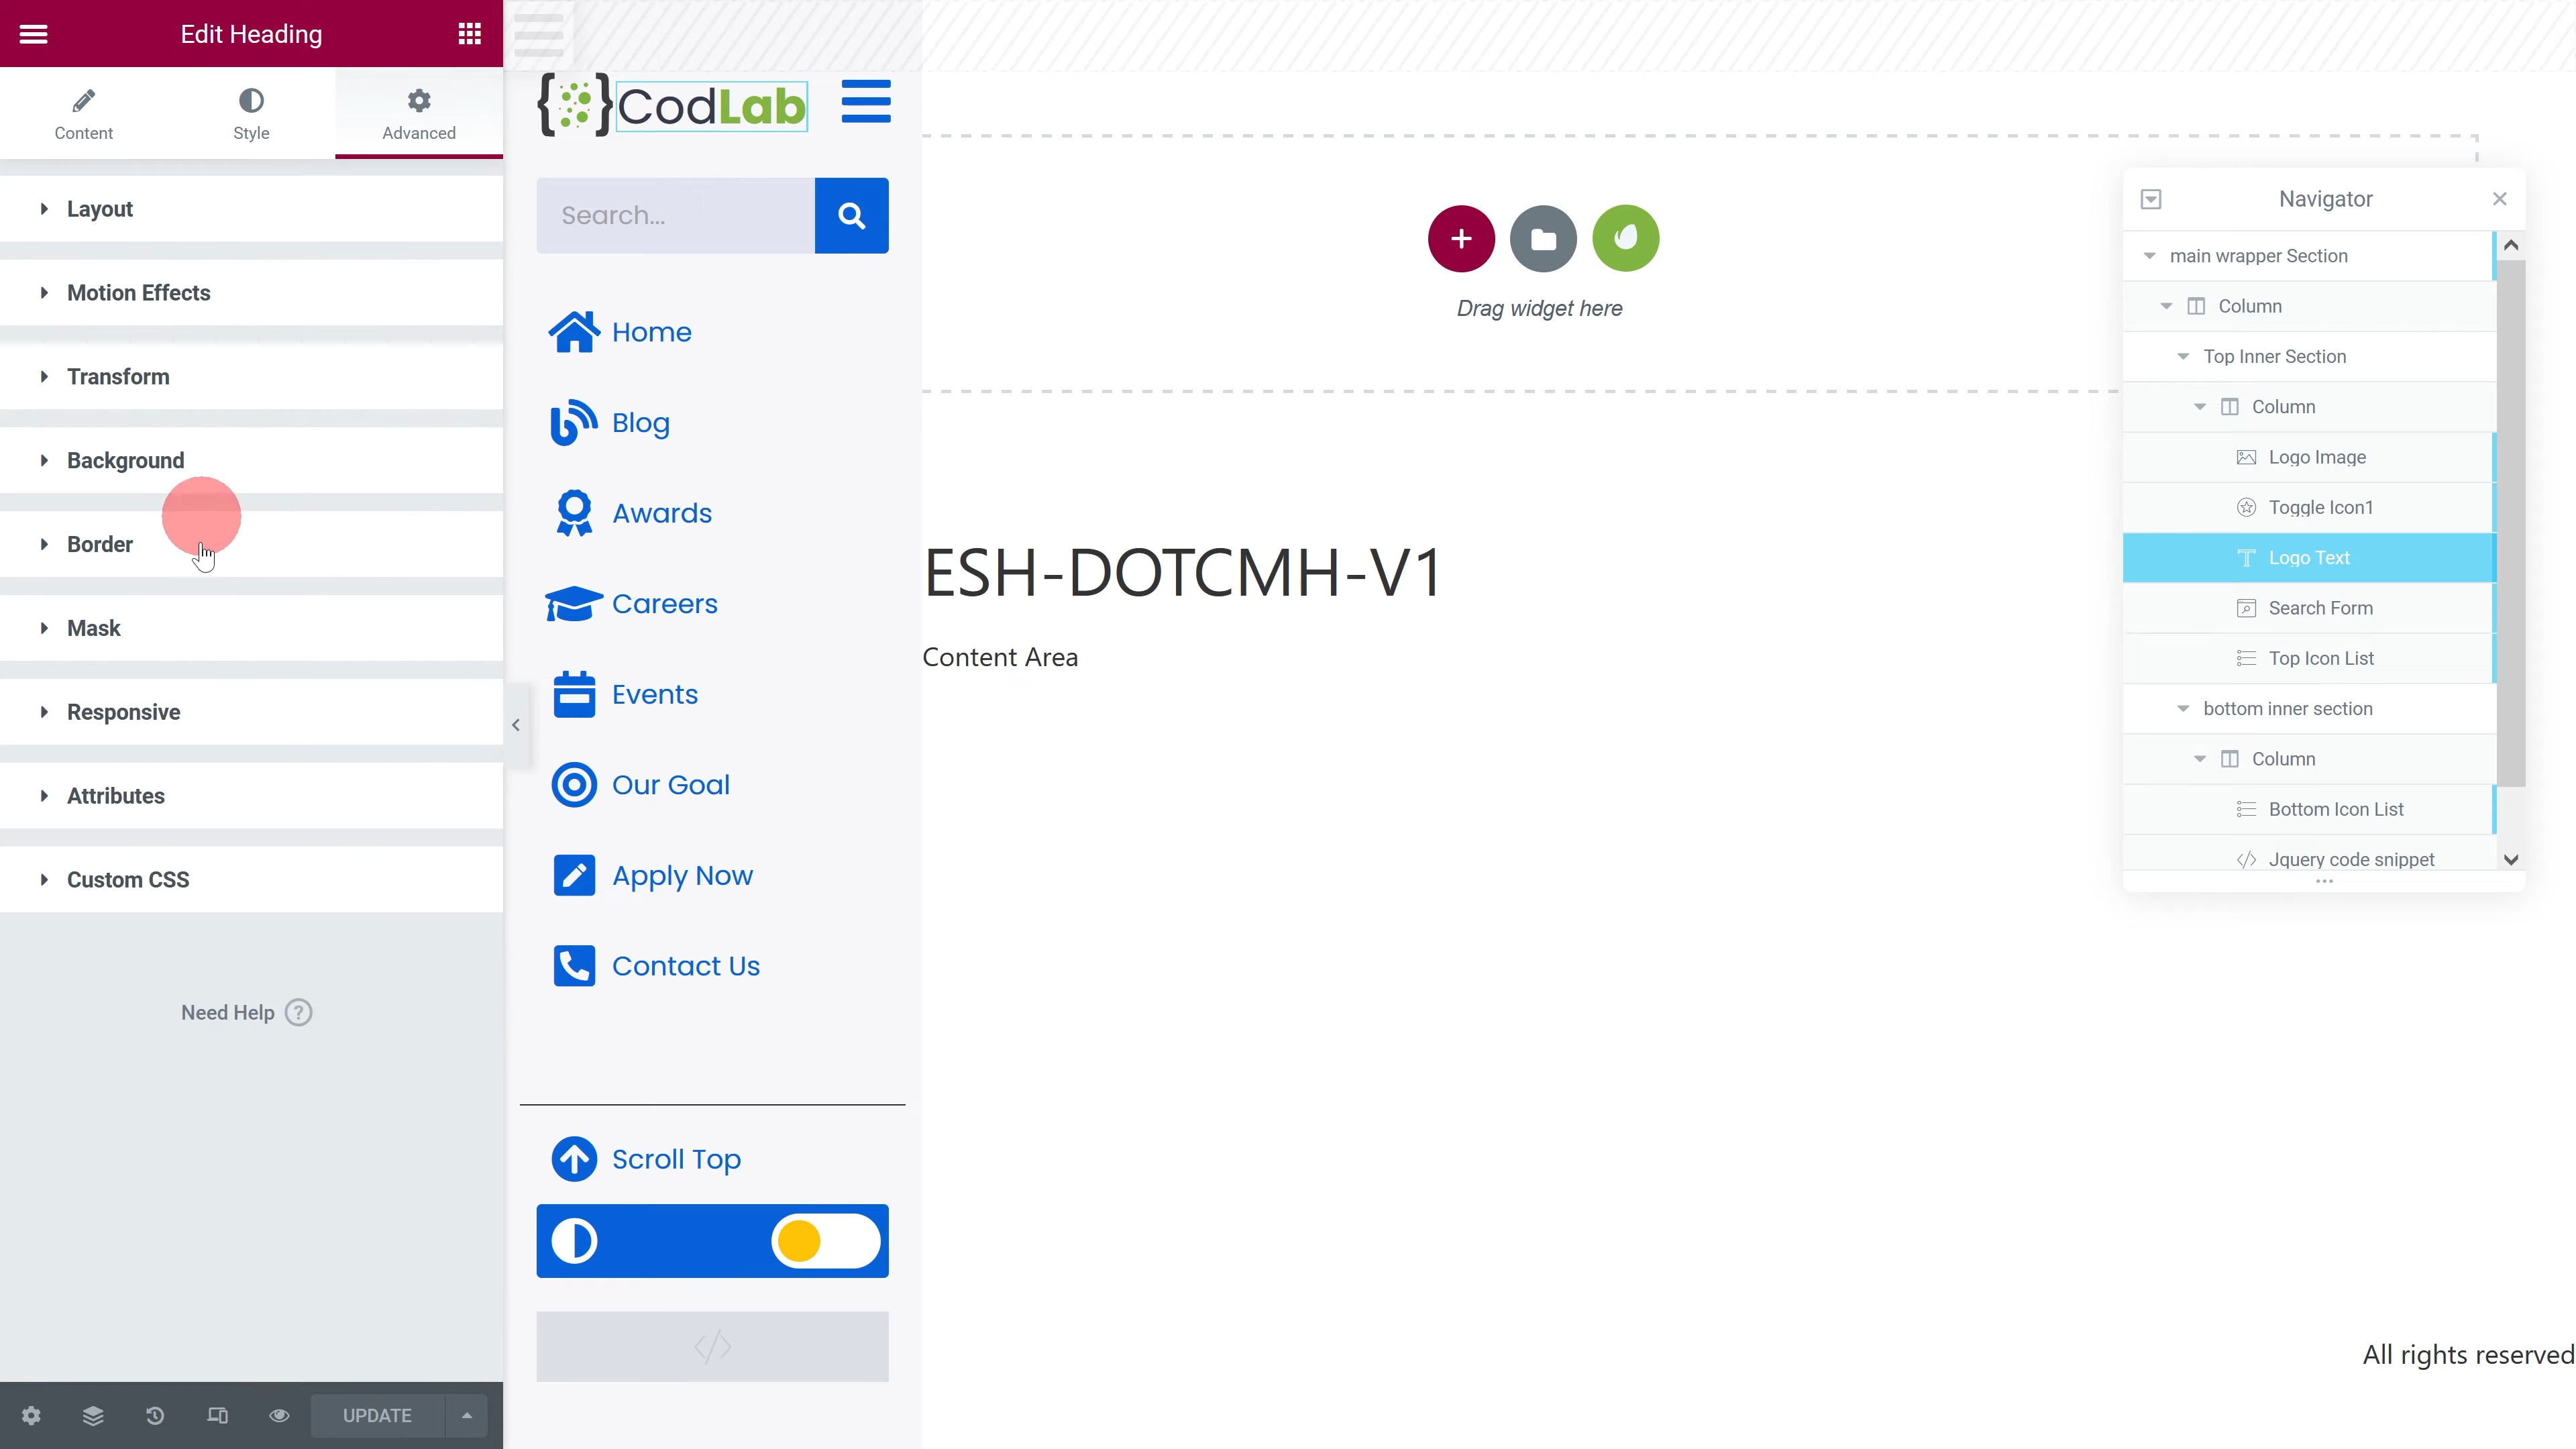 Edit Heading
Content
Style
Advanced
Layout
Motion Effects
Transform
Background
Border
Mask
Responsive
Attributes
Custom CSS
Need Help ?
UPDATE
{ } CodLab
Search...
Home
Blog
Awards
Careers
Events
Our Goal
Apply Now
Contact Us
Scroll Top
</>
Drag widget here
ESH-DOTCMH-V1
Content Area
All rights reserved
Navigator
main wrapper Section
Column
Top Inner Section
Column
Logo Image
Toggle Icon1
Logo Text
Search Form
Top Icon List
bottom inner section
Column
Bottom Icon List
Jquery code snippet